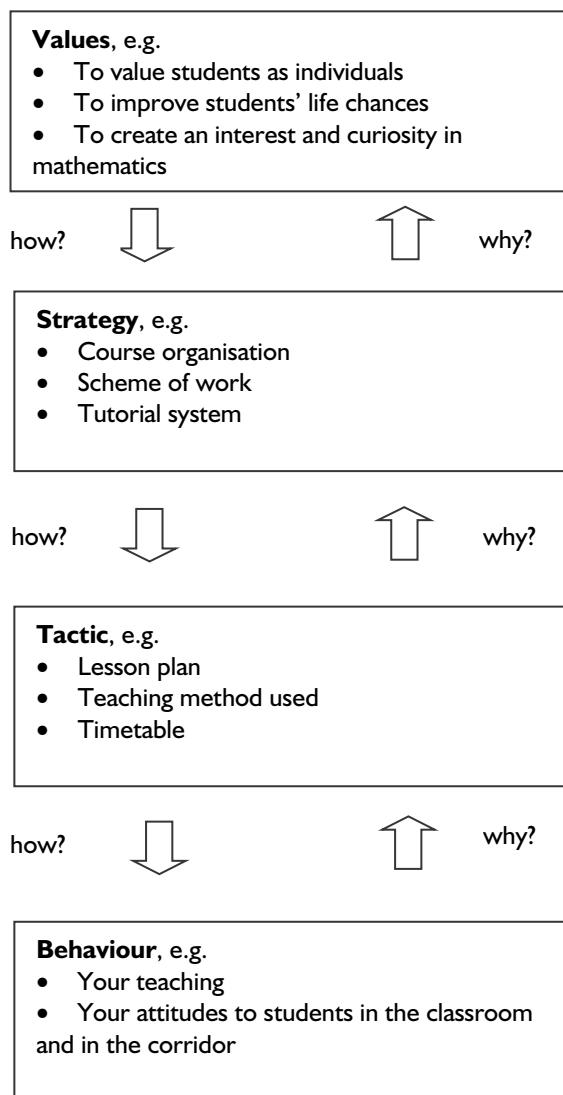 Values, e.g.
• To value students as individuals
• To improve students’ life chances
• To create an interest and curiosity in
mathematics
how? why?
Strategy, e.g.
• Course organisation
• Scheme of work
• Tutorial system
how? why?
Tactic, e.g.
• Lesson plan
• Teaching method used
• Timetable
how? why?
Behaviour, e.g.
• Your teaching
• Your attitudes to students in the classroom
and in the corridor